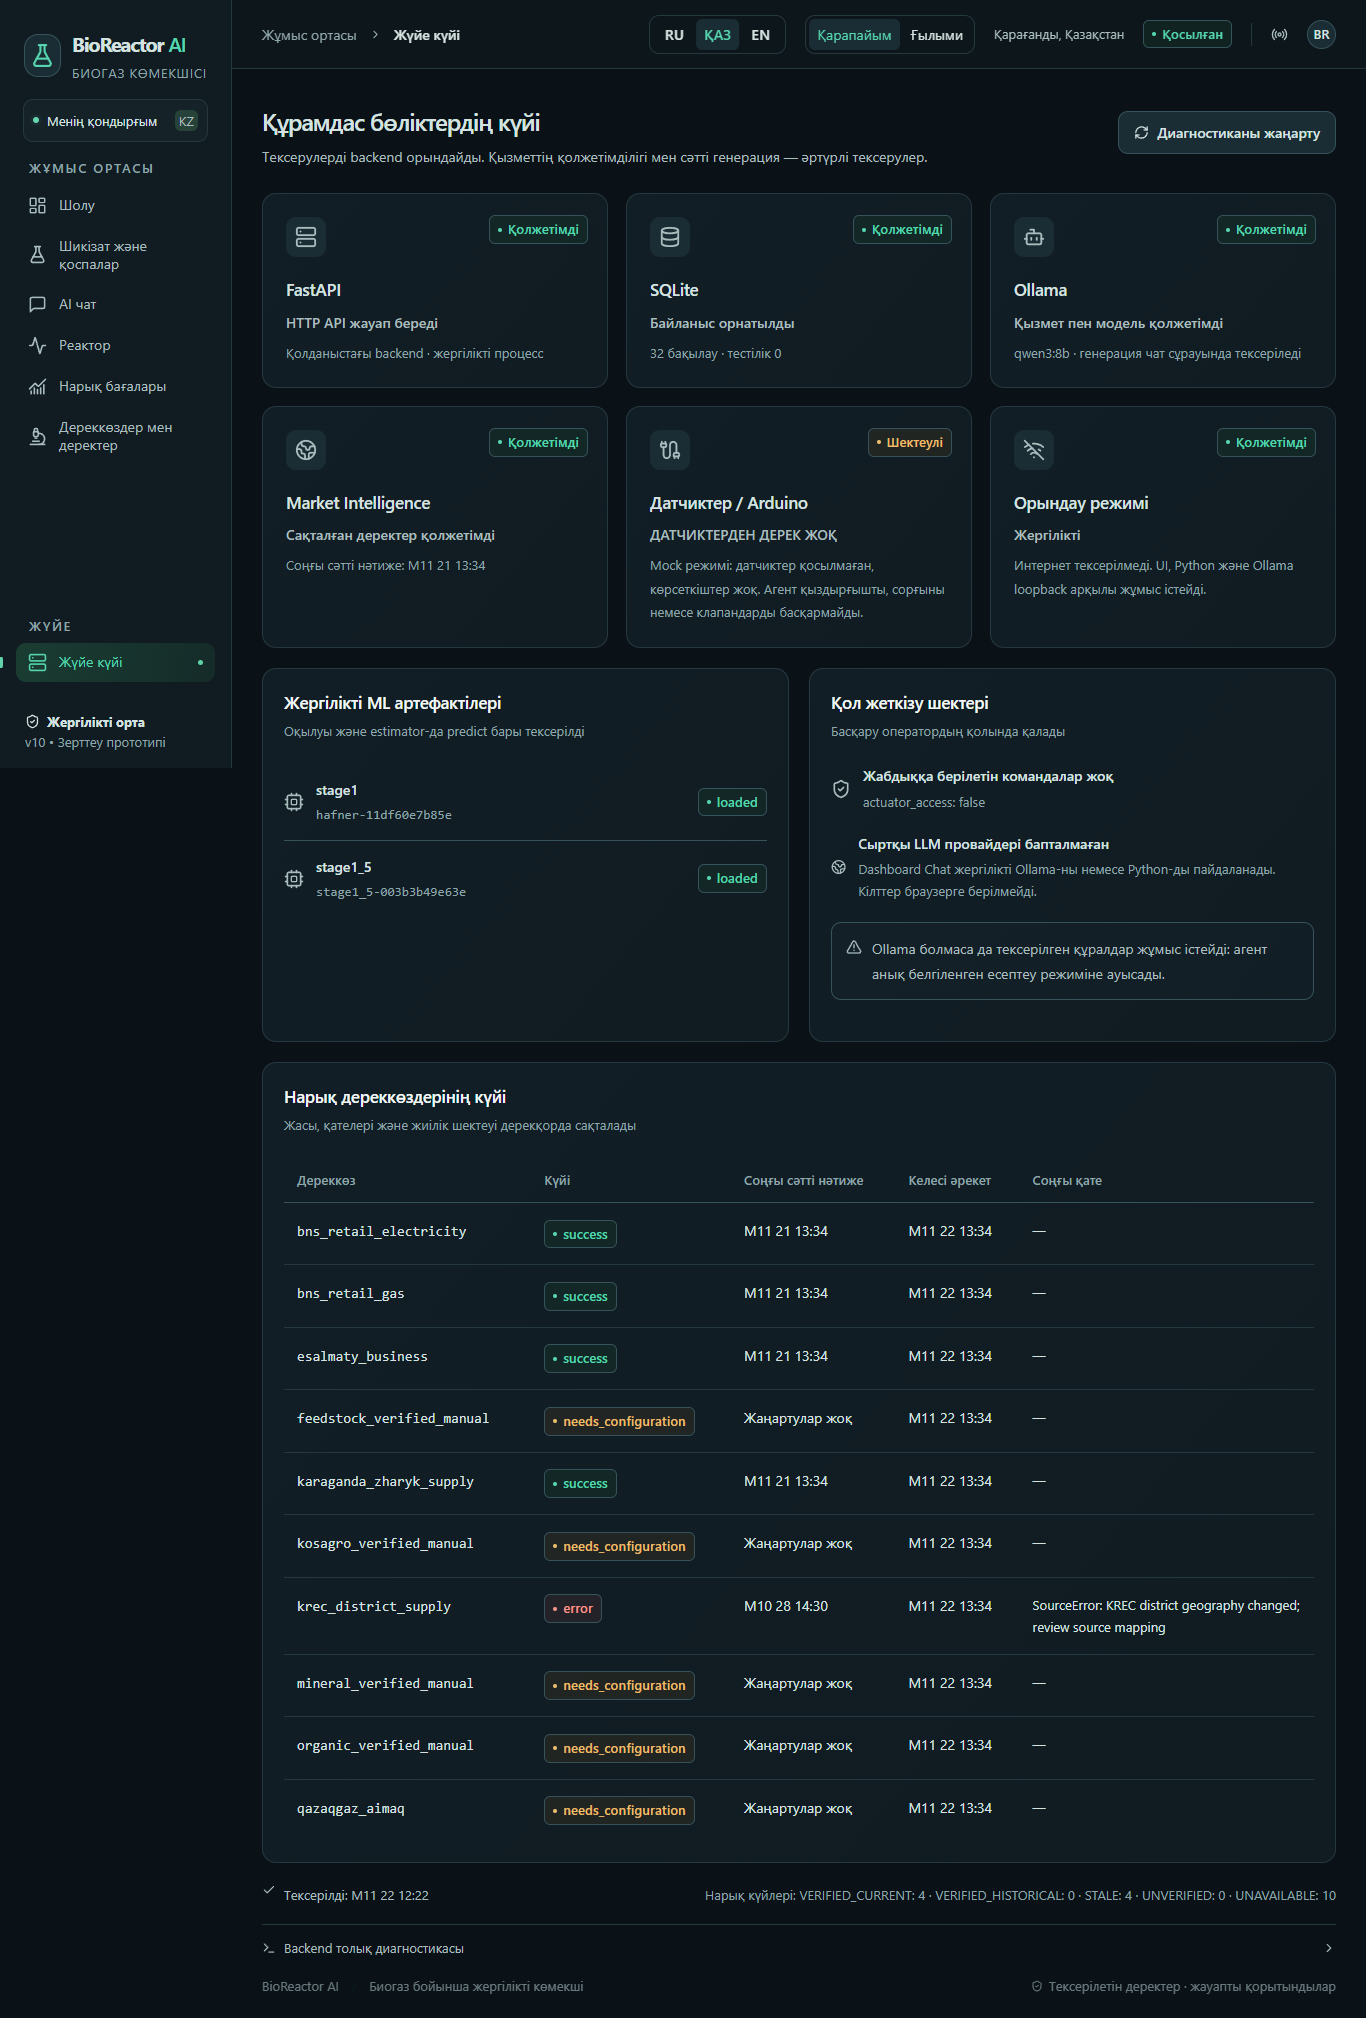 BioReactor AI
БИОГАЗ КӨМЕКШІСІ
Менің қондырғым KZ
ЖҰМЫС ОРТАСЫ
Шолу
Шикізат және
қоспалар
AI чат
Реактор
Нарық бағалары
Дереккөздер мен
деректер
ЖҮЙЕ
Жүйе күйі
Жергілікті орта
v10 • Зерттеу прототипі
Жұмыс ортасы > Жүйе күйі
RU ҚАЗ EN
Қарапайым Ғылыми
Қарағанды, Қазақстан
Қосылған
BR
Құрамдас бөліктердің күйі
Тексерулерді backend орындайды. Қызметтің қолжетімділігі мен сәтті генерация — әртүрлі тексерулер.
Диагностиканы жаңарту
Қолжетімді
FastAPI
HTTP API жауап береді
Қолданыстағы backend · жергілікті процесс
Қолжетімді
SQLite
Байланыс орнатылды
32 бақылау · тестілік 0
Қолжетімді
Ollama
Қызмет пен модель қолжетімді
qwen3:8b · генерация чат сұрауында тексеріледі
Қолжетімді
Market Intelligence
Сақталған деректер қолжетімді
Соңғы сәтті нәтиже: M11 21 13:34
Шектеулі
Датчиктер / Arduino
ДАТЧИКТЕРДЕН ДЕРЕК ЖОҚ
Mock режимі: датчиктер қосылмаған,
көрсеткіштер жоқ. Агент қыздырғышты, сорғыны
немесе клапандарды басқармайды.
Қолжетімді
Орындау режимі
Жергілікті
Интернет тексерілмеді. UI, Python және Ollama
loopback арқылы жұмыс істейді.
Жергілікті ML артефактілері
Оқылуы және estimator-да predict бары тексерілді
stage1
hafner-11df60e7b85e
loaded
stage1_5
stage1_5-003b3b49e63e
loaded
Қол жеткізу шектері
Басқару оператордың қолында қалады
Жабдыққа берілетін командалар жоқ
actuator_access: false
Сыртқы LLM провайдері бапталмаған
Dashboard Chat жергілікті Ollama-ны немесе Python-ды пайдаланады.
Кілттер браузерге берілмейді.
Ollama болмаса да тексерілген құралдар жұмыс істейді: агент
анық белгіленген есептеу режиміне ауысады.
Нарық дереккөздерінің күйі
Жасы, қателері және жиілік шектеуі дерекқорда сақталады
Дереккөз Күйі Соңғы сәтті нәтиже Келесі әрекет Соңғы қате
bns_retail_electricity success M11 21 13:34 M11 22 13:34 —
bns_retail_gas success M11 21 13:34 M11 22 13:34 —
esalmaty_business success M11 21 13:34 M11 22 13:34 —
feedstock_verified_manual needs_configuration Жаңартулар жоқ M11 22 13:34 —
karaganda_zharyk_supply success M11 21 13:34 M11 22 13:34 —
kosagro_verified_manual needs_configuration Жаңартулар жоқ M11 22 13:34 —
krec_district_supply error M10 28 14:30 M11 22 13:34 SourceError: KREC district geography changed;
review source mapping
mineral_verified_manual needs_configuration Жаңартулар жоқ M11 22 13:34 —
organic_verified_manual needs_configuration Жаңартулар жоқ M11 22 13:34 —
qazaqgaz_aimaq needs_configuration Жаңартулар жоқ M11 22 13:34 —
Тексерілді: M11 22 12:22
Нарық күйлері: VERIFIED_CURRENT: 4 · VERIFIED_HISTORICAL: 0 · STALE: 4 · UNVERIFIED: 0 · UNAVAILABLE: 10
Backend толық диагностикасы
BioReactor AI Биогаз бойынша жергілікті көмекші
Тексерілетін деректер · жауапты қорытындылар